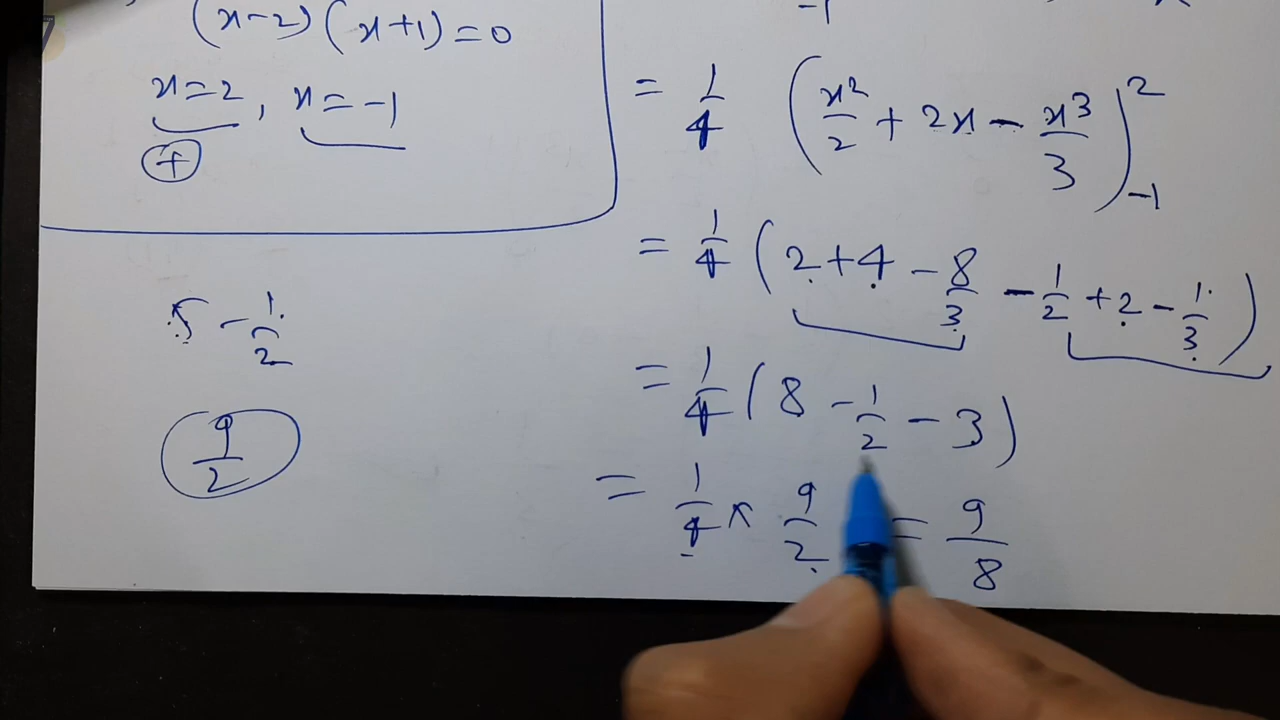 (x-2)(x+1)=0
x=2, x=-1
+
5 - 1/2
9/2
-1
= 1/4 (x²/2 + 2x - x³/3)²₋₁
= 1/4 (2+4 - 8/3 - 1/2 + 2 - 1/3)
= 1/4 (8 - 1/2 - 3)
= 1/4 × 9/2 = 9/8